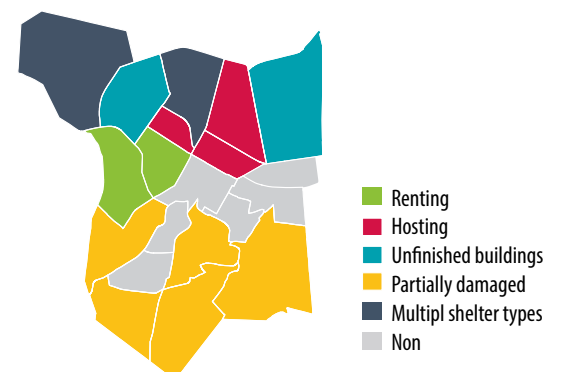 Renting
Hosting
Unfinished buildings
Partially damaged
Multipl shelter types
Non